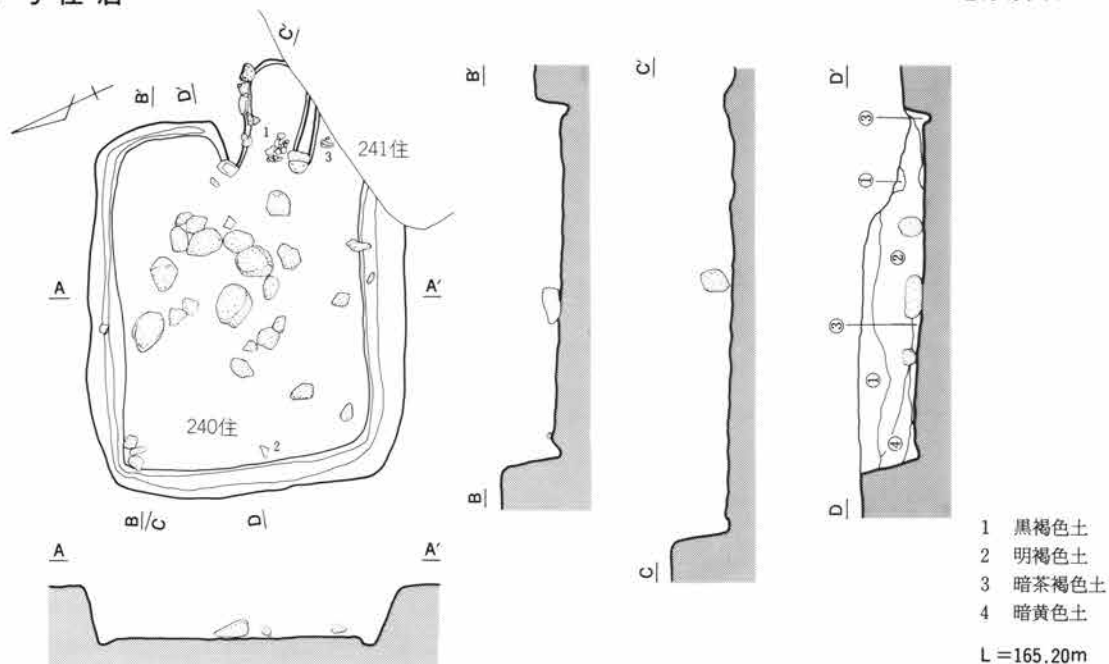 号住居
C′
B′
D′
1
3
241住
A
A′
240住
2
B/C
D
A
A′
B′
B
C′
C
D′
③
①
②
③
①
④
D
1 黒褐色土
2 明褐色土
3 暗茶褐色土
4 暗黄色土
L=165.20m